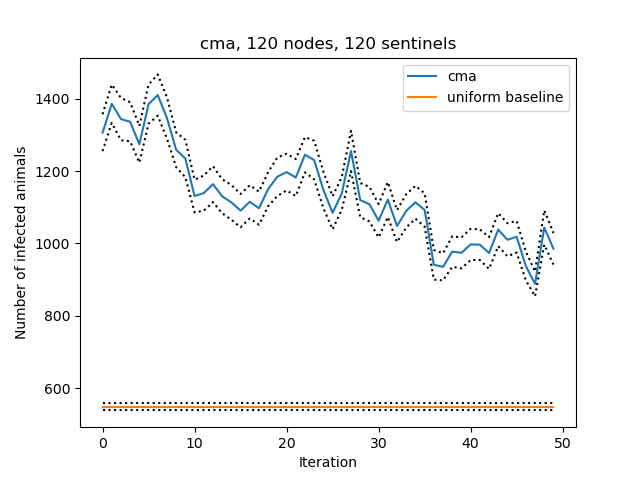 cma, 120 nodes, 120 sentinels
cma
uniform baseline
Number of infected animals
1400
1200
1000
800
600
0 10 20 30 40 50
Iteration